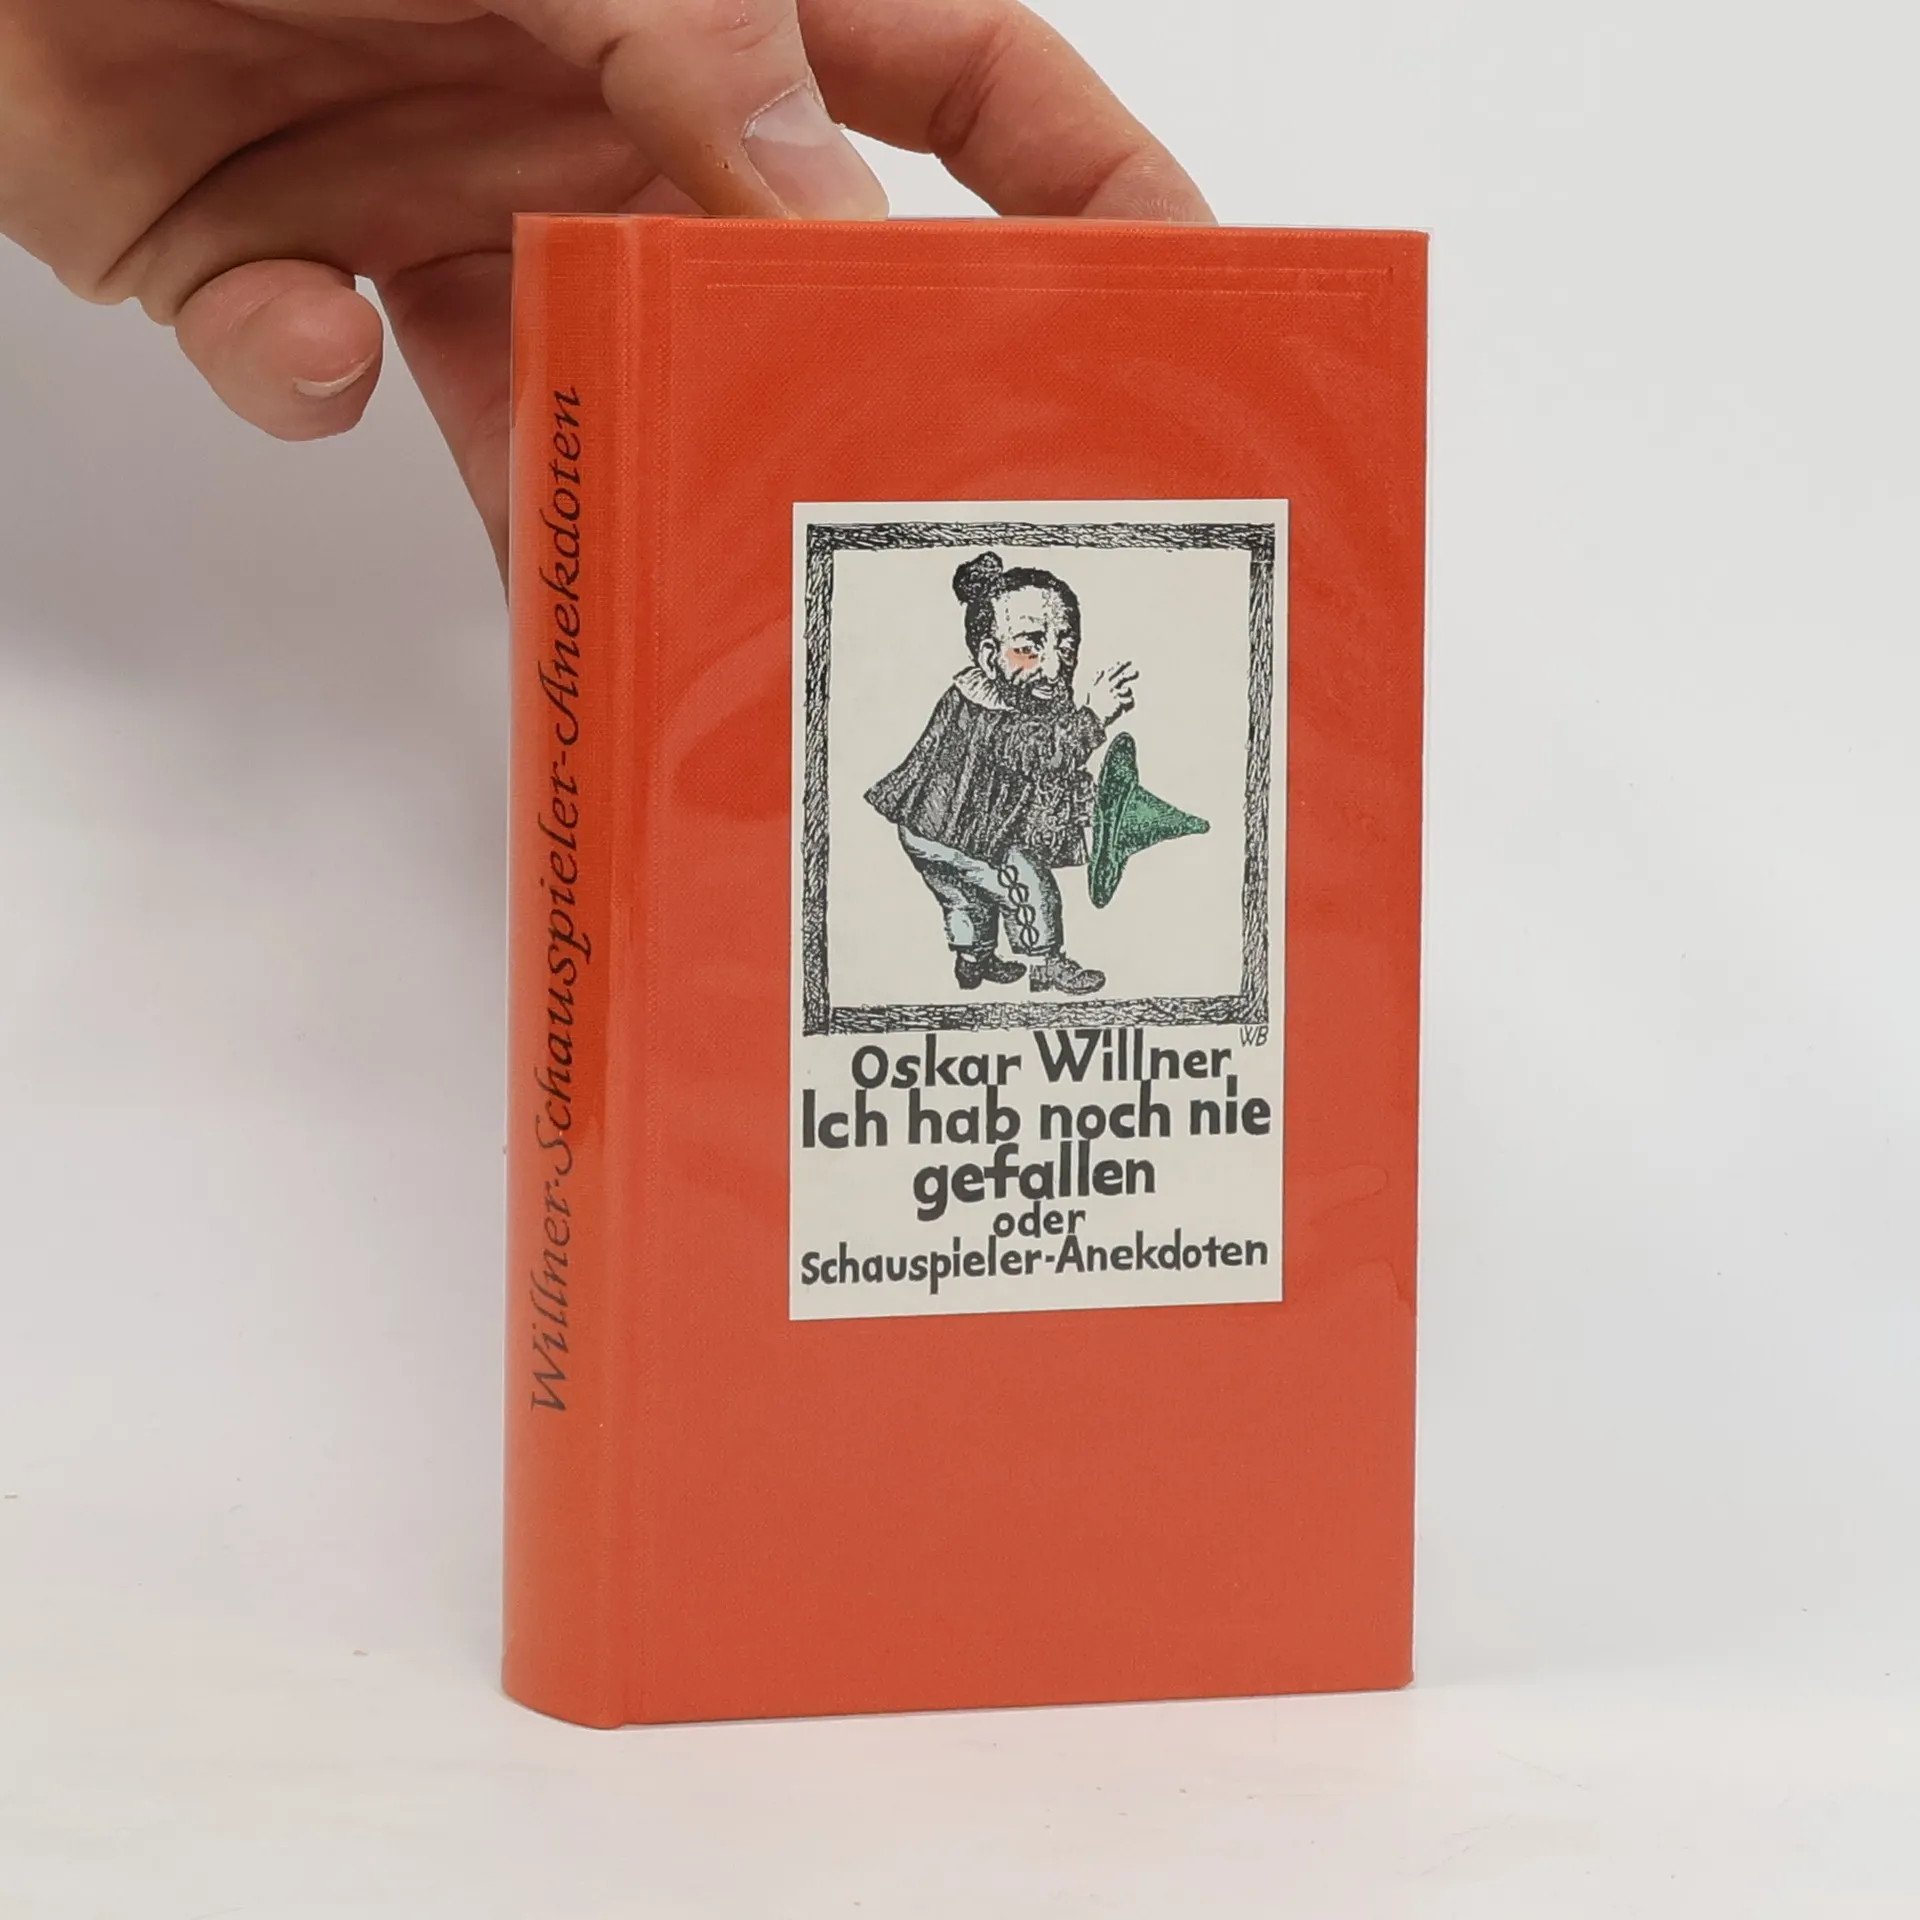 Willner-Schauspieler-Anekdoten
WB
Oskar Willner,
Ich hab noch nie
gefallen
oder
Schauspieler-Anekdoten